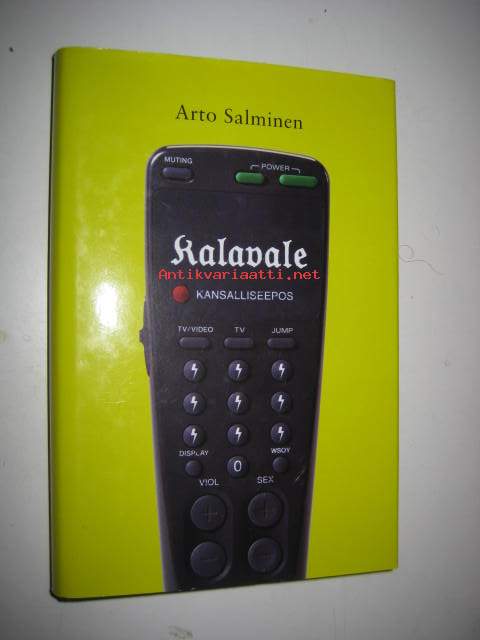 Arto Salminen
MUTING
POWER
Kalavale
Antikvariaatti.net
KANSALLISEEPOS
TV/VIDEO TV JUMP
DISPLAY 0 WSOY
VIOL SEX
+ +
- -